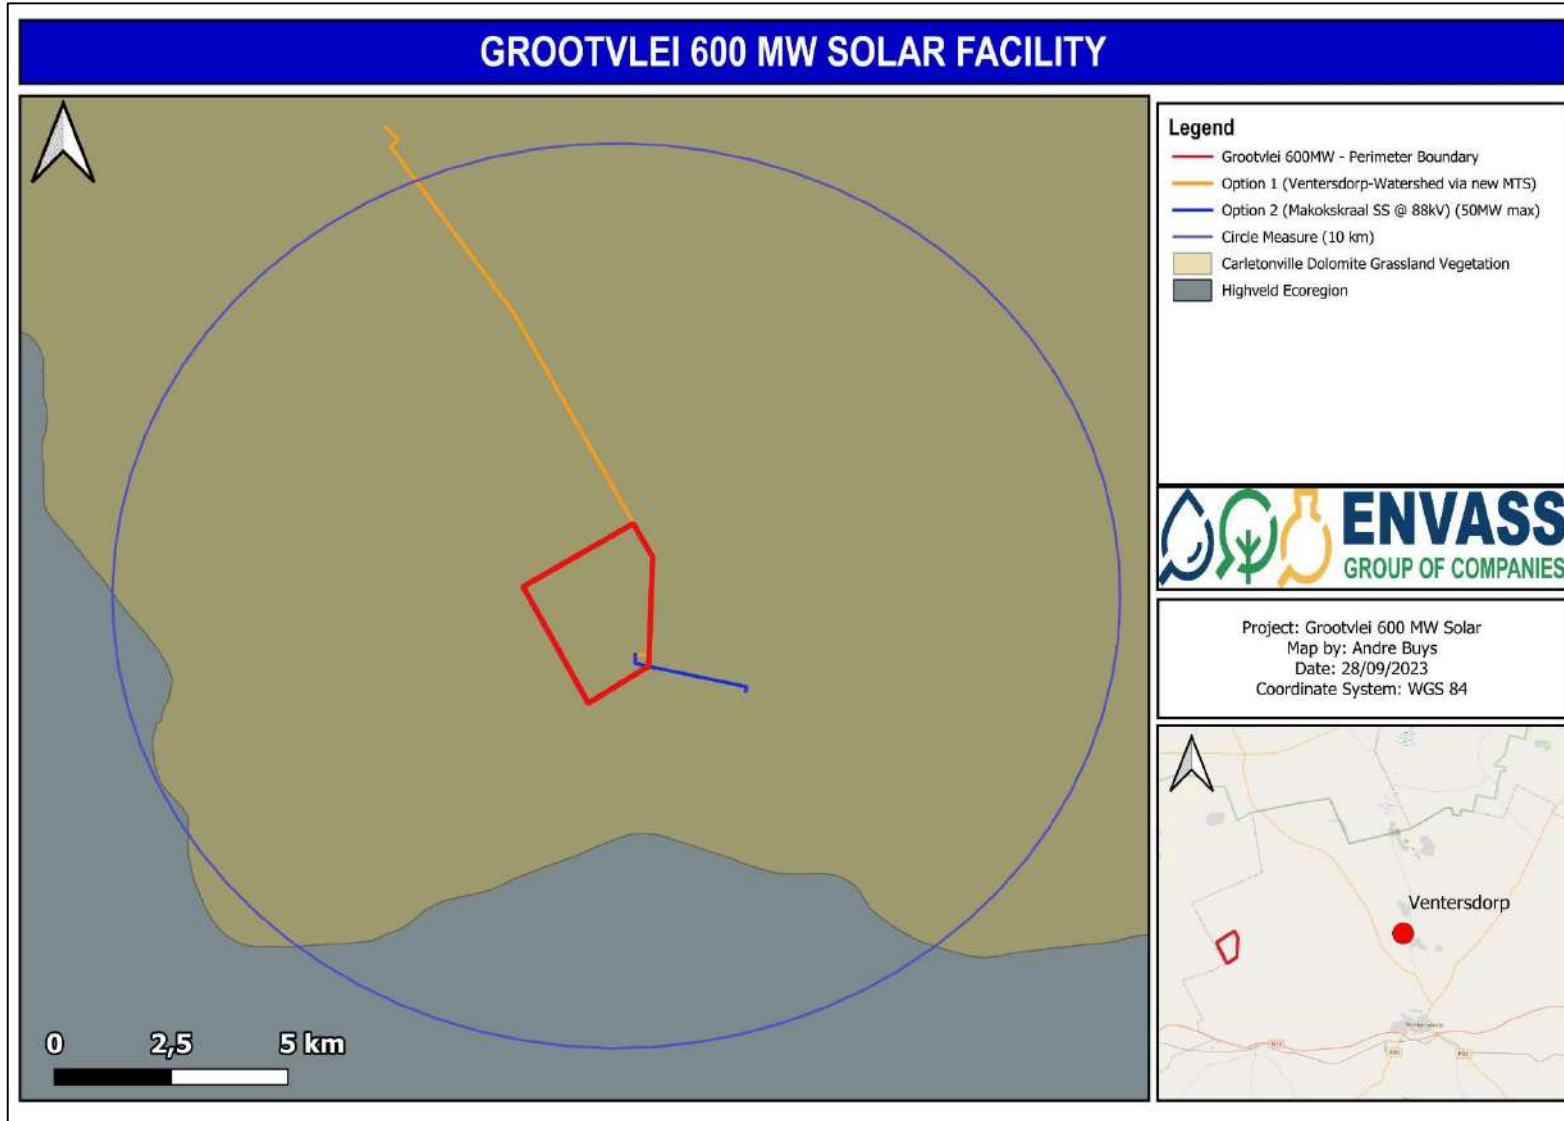 GROOTVLEI 600 MW SOLAR FACILITY
Legend
Grootvlei 600MW - Perimeter Boundary
Option 1 (Ventersdorp-Watershed via new MTS)
Option 2 (Makokskraal SS @ 88kV) (50MW max)
Circle Measure (10 km)
Carletonville Dolomite Grassland Vegetation
Highveld Ecoregion
ENVASS
GROUP OF COMPANIES
Project: Grootvlei 600 MW Solar
Map by: Andre Buys
Date: 28/09/2023
Coordinate System: WGS 84
Ventersdorp
Ventersdorp
0 2,5 5 km